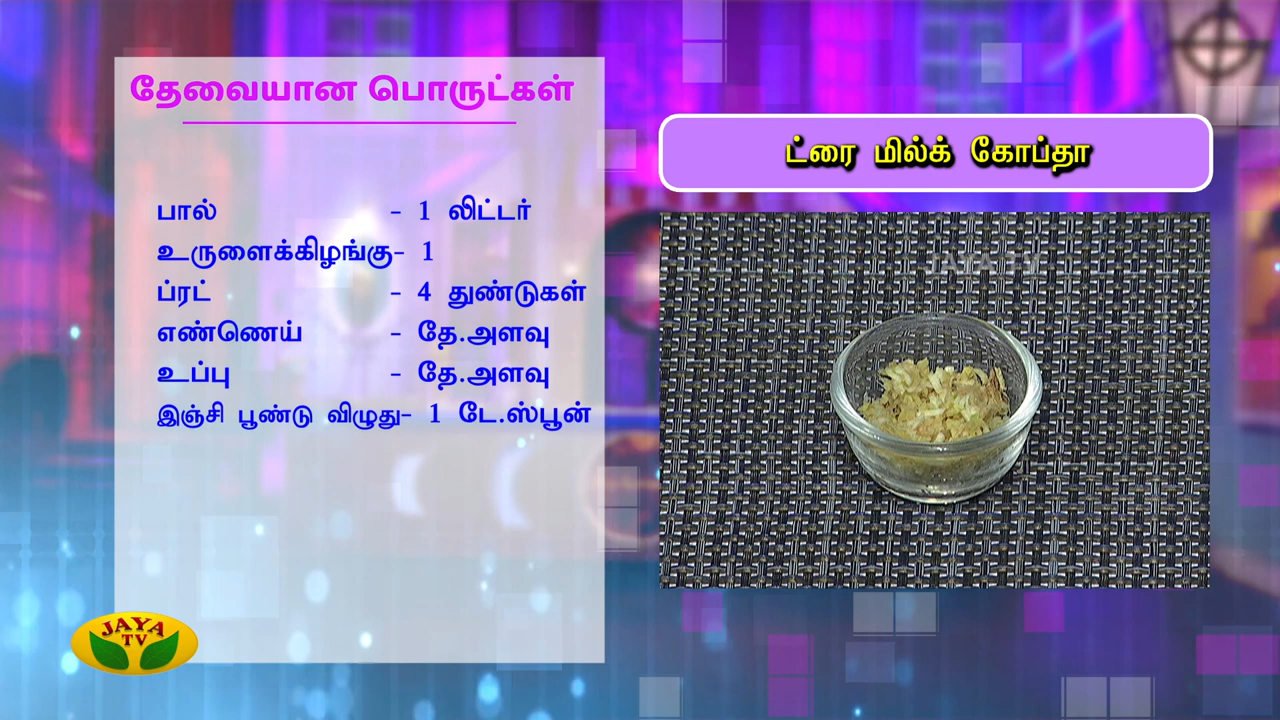 தேவையான பொருட்கள்
பால் - 1 லிட்டர்
உருளைக்கிழங்கு- 1
ப்ரட் - 4 துண்டுகள்
எண்ணெய் - தே.அளவு
உப்பு - தே.அளவு
இஞ்சி பூண்டு விழுது- 1 டே.ஸ்பூன்
ட்ரை மில்க் கோப்தா
JAYA TV
JAYA
TV